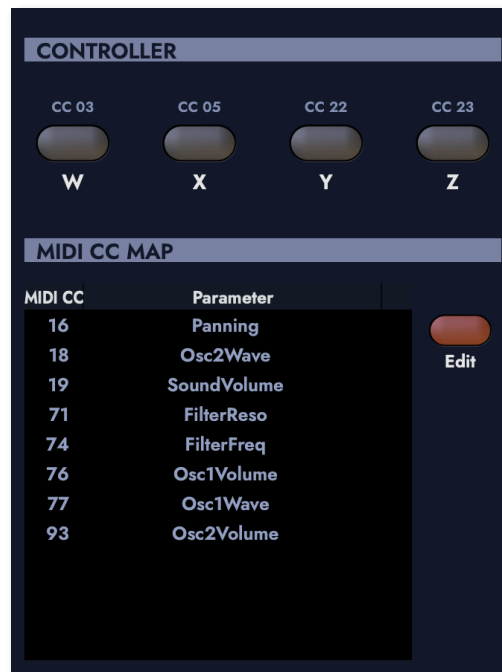 CONTROLLER
CC 03 CC 05 CC 22 CC 23
W X Y Z
MIDI CC MAP
MIDI CC Parameter
16 Panning
18 Osc2Wave
19 SoundVolume
71 FilterReso
74 FilterFreq
76 Osc1Volume
77 Osc1Wave
93 Osc2Volume
Edit